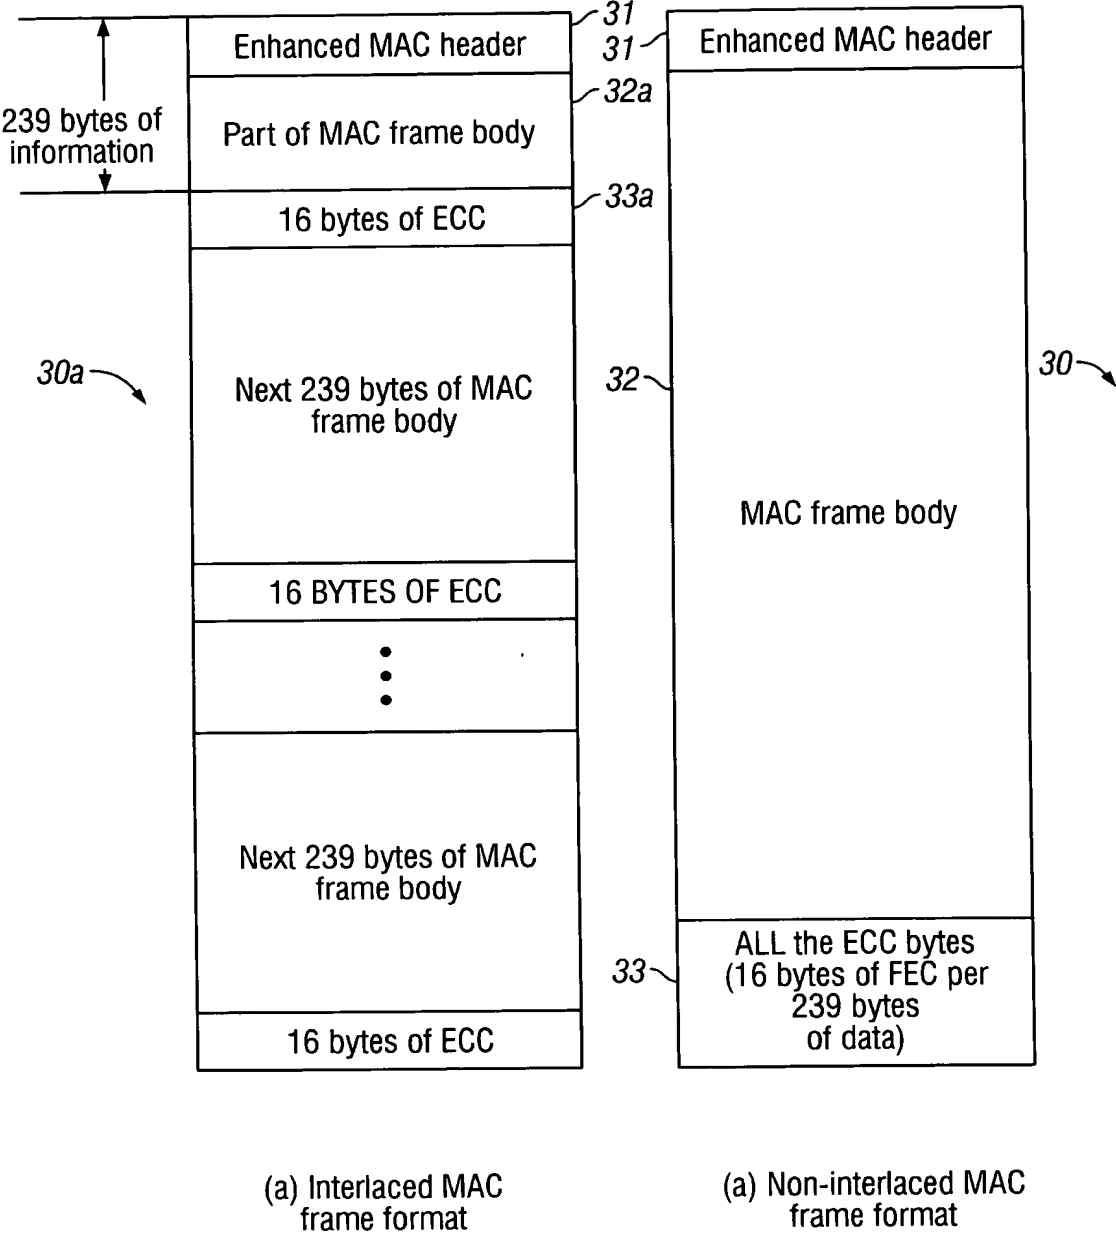 31
Enhanced MAC header
239 bytes of
information
32a
Part of MAC frame body
33a
16 bytes of ECC
30a
Next 239 bytes of MAC
frame body
16 BYTES OF ECC
Next 239 bytes of MAC
frame body
16 bytes of ECC
(a) Interlaced MAC
frame format
31
Enhanced MAC header
32
30
MAC frame body
33
ALL the ECC bytes
(16 bytes of FEC per
239 bytes
of data)
(a) Non-interlaced MAC
frame format